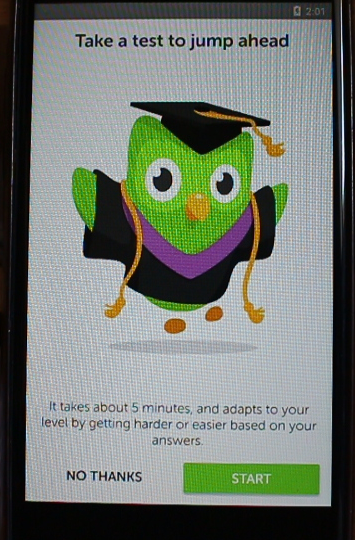 2:01
Take a test to jump ahead
It takes about 5 minutes, and adapts to your
level by getting harder or easier based on your
answers.
NO THANKS
START